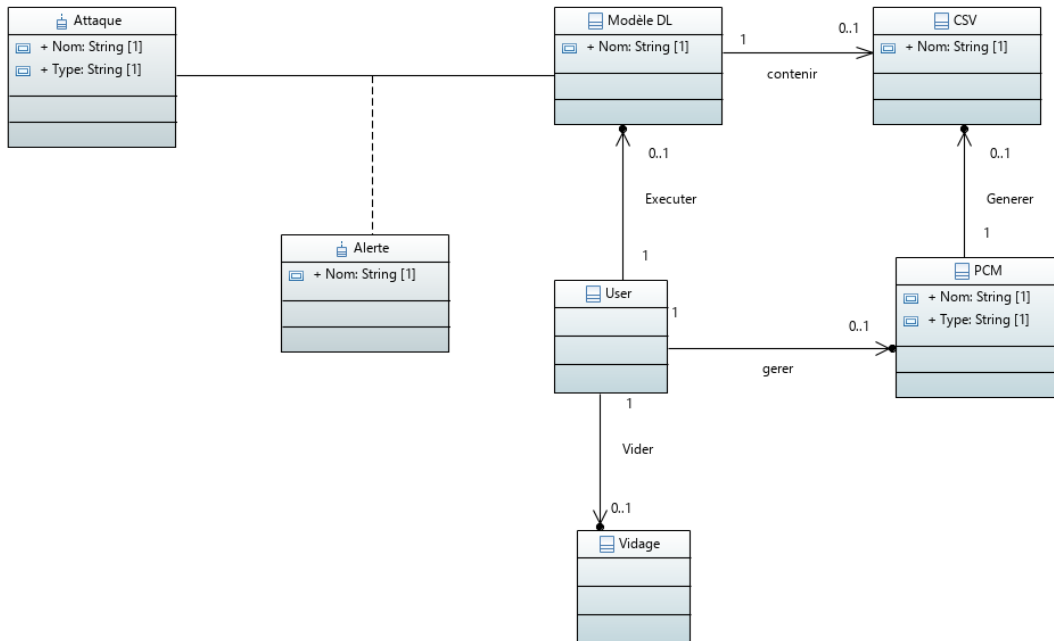 Attaque
+ Nom: String [1]
+ Type: String [1]
Modèle DL
+ Nom: String [1]
1
0..1
contenir
CSV
+ Nom: String [1]
0..1
Executer
1
0..1
Generer
1
Alerte
+ Nom: String [1]
User
1
0..1
gerer
PCM
+ Nom: String [1]
+ Type: String [1]
1
Vider
0..1
Vidage